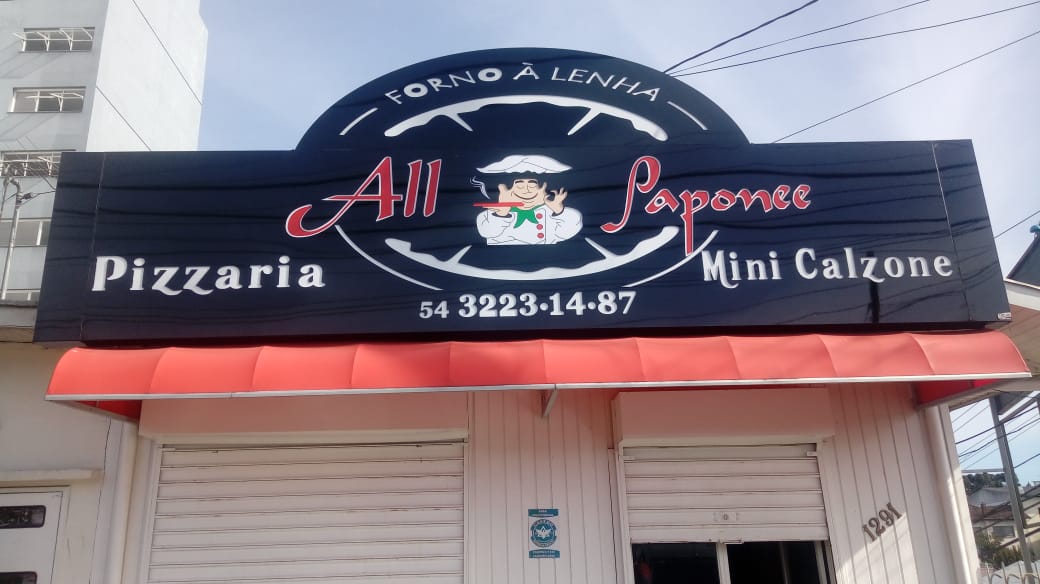 FORNO À LENHA
All Paponee
Pizzaria
Mini Calzone
54 3223·14·87
1291